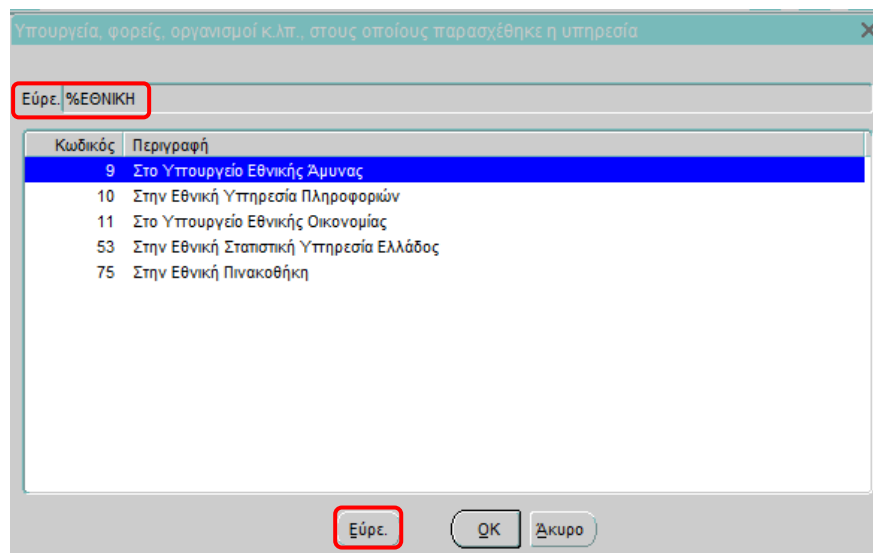 Υπουργεία, φορείς, οργανισμοί κ.λπ., στους οποίους παρασχέθηκε η υπηρεσία
Εύρε. %ΕΘΝΙΚΗ
Κωδικός Περιγραφή
9 Στο Υπουργείο Εθνικής Άμυνας
10 Στην Εθνική Υπηρεσία Πληροφοριών
11 Στο Υπουργείο Εθνικής Οικονομίας
53 Στην Εθνική Στατιστική Υπηρεσία Ελλάδος
75 Στην Εθνική Πινακοθήκη
Εύρε. OK Άκυρο